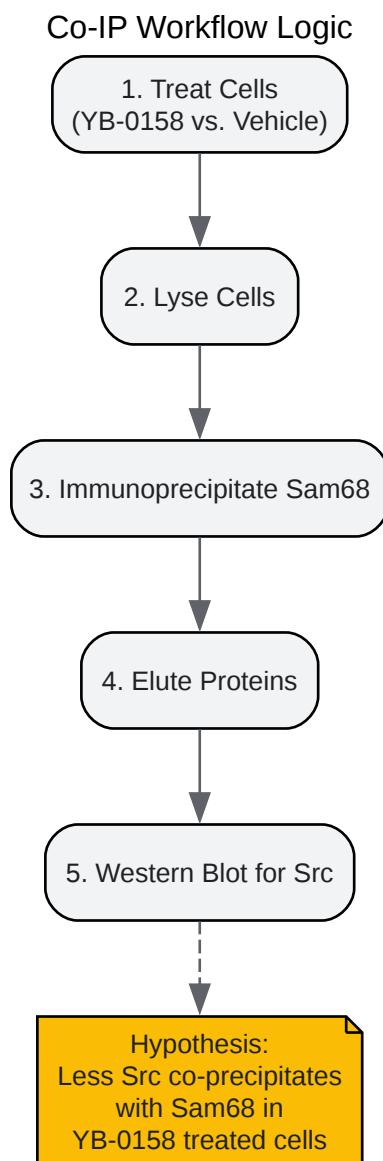 Co-IP Workflow Logic
1. Treat Cells
(YB-0158 vs. Vehicle)
2. Lyse Cells
3. Immunoprecipitate Sam68
4. Elute Proteins
5. Western Blot for Src
Hypothesis:
Less Src co-precipitates
with Sam68 in
YB-0158 treated cells